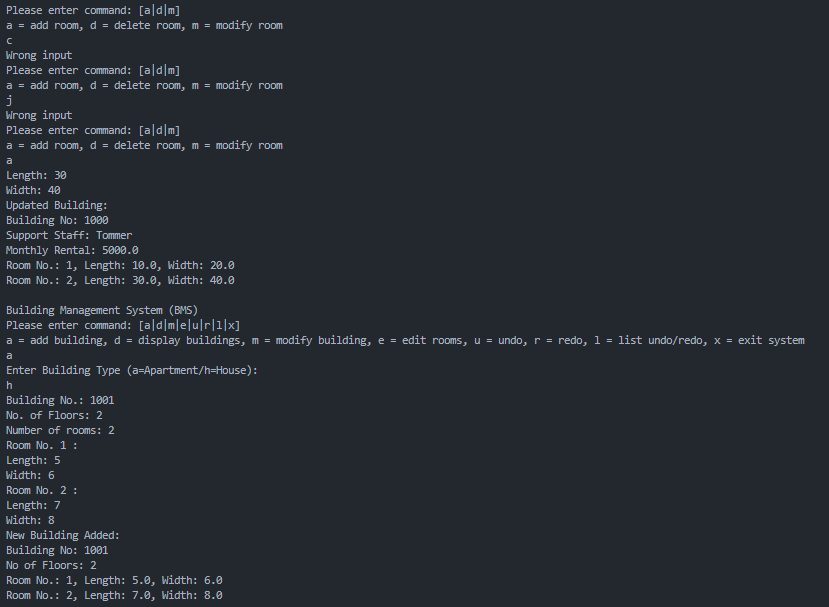 Please enter command: [a|d|m]
a = add room, d = delete room, m = modify room
c
Wrong input
Please enter command: [a|d|m]
a = add room, d = delete room, m = modify room
j
Wrong input
Please enter command: [a|d|m]
a = add room, d = delete room, m = modify room
a
Length: 30
Width: 40
Updated Building:
Building No: 1000
Support Staff: Tommer
Monthly Rental: 5000.0
Room No.: 1, Length: 10.0, Width: 20.0
Room No.: 2, Length: 30.0, Width: 40.0

Building Management System (BMS)
Please enter command: [a|d|m|e|u|r|l|x]
a = add building, d = display buildings, m = modify building, e = edit rooms, u = undo, r = redo, l = list undo/redo, x = exit system
a
Enter Building Type (a=Apartment/h=House):
h
Building No.: 1001
No. of Floors: 2
Number of rooms: 2
Room No. 1 :
Length: 5
Width: 6
Room No. 2 :
Length: 7
Width: 8
New Building Added:
Building No: 1001
No of Floors: 2
Room No.: 1, Length: 5.0, Width: 6.0
Room No.: 2, Length: 7.0, Width: 8.0